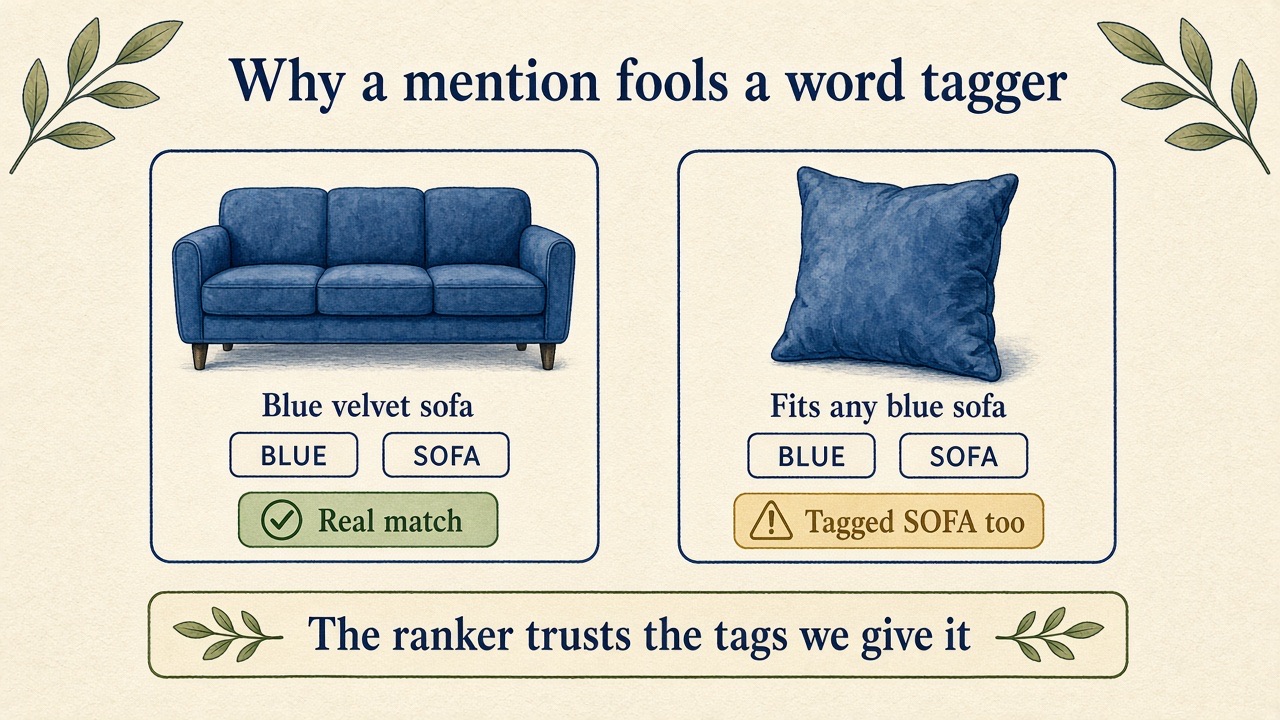 Why a mention fools a word tagger
Blue velvet sofa
BLUE SOFA
Real match
Fits any blue sofa
BLUE SOFA
Tagged SOFA too
The ranker trusts the tags we give it